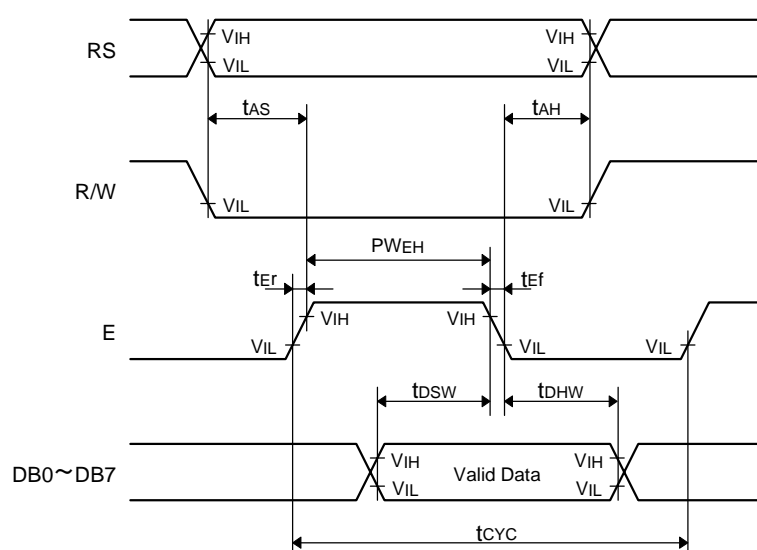 RS
VIH
VIL
VIH
VIL
tAS
tAH
R/W
VIL
VIL
PWEH
tEr
tEf
E
VIH
VIH
VIL
VIL
VIL
tDSW
tDHW
DB0～DB7
VIH
VIL
Valid Data
VIH
VIL
tCYC